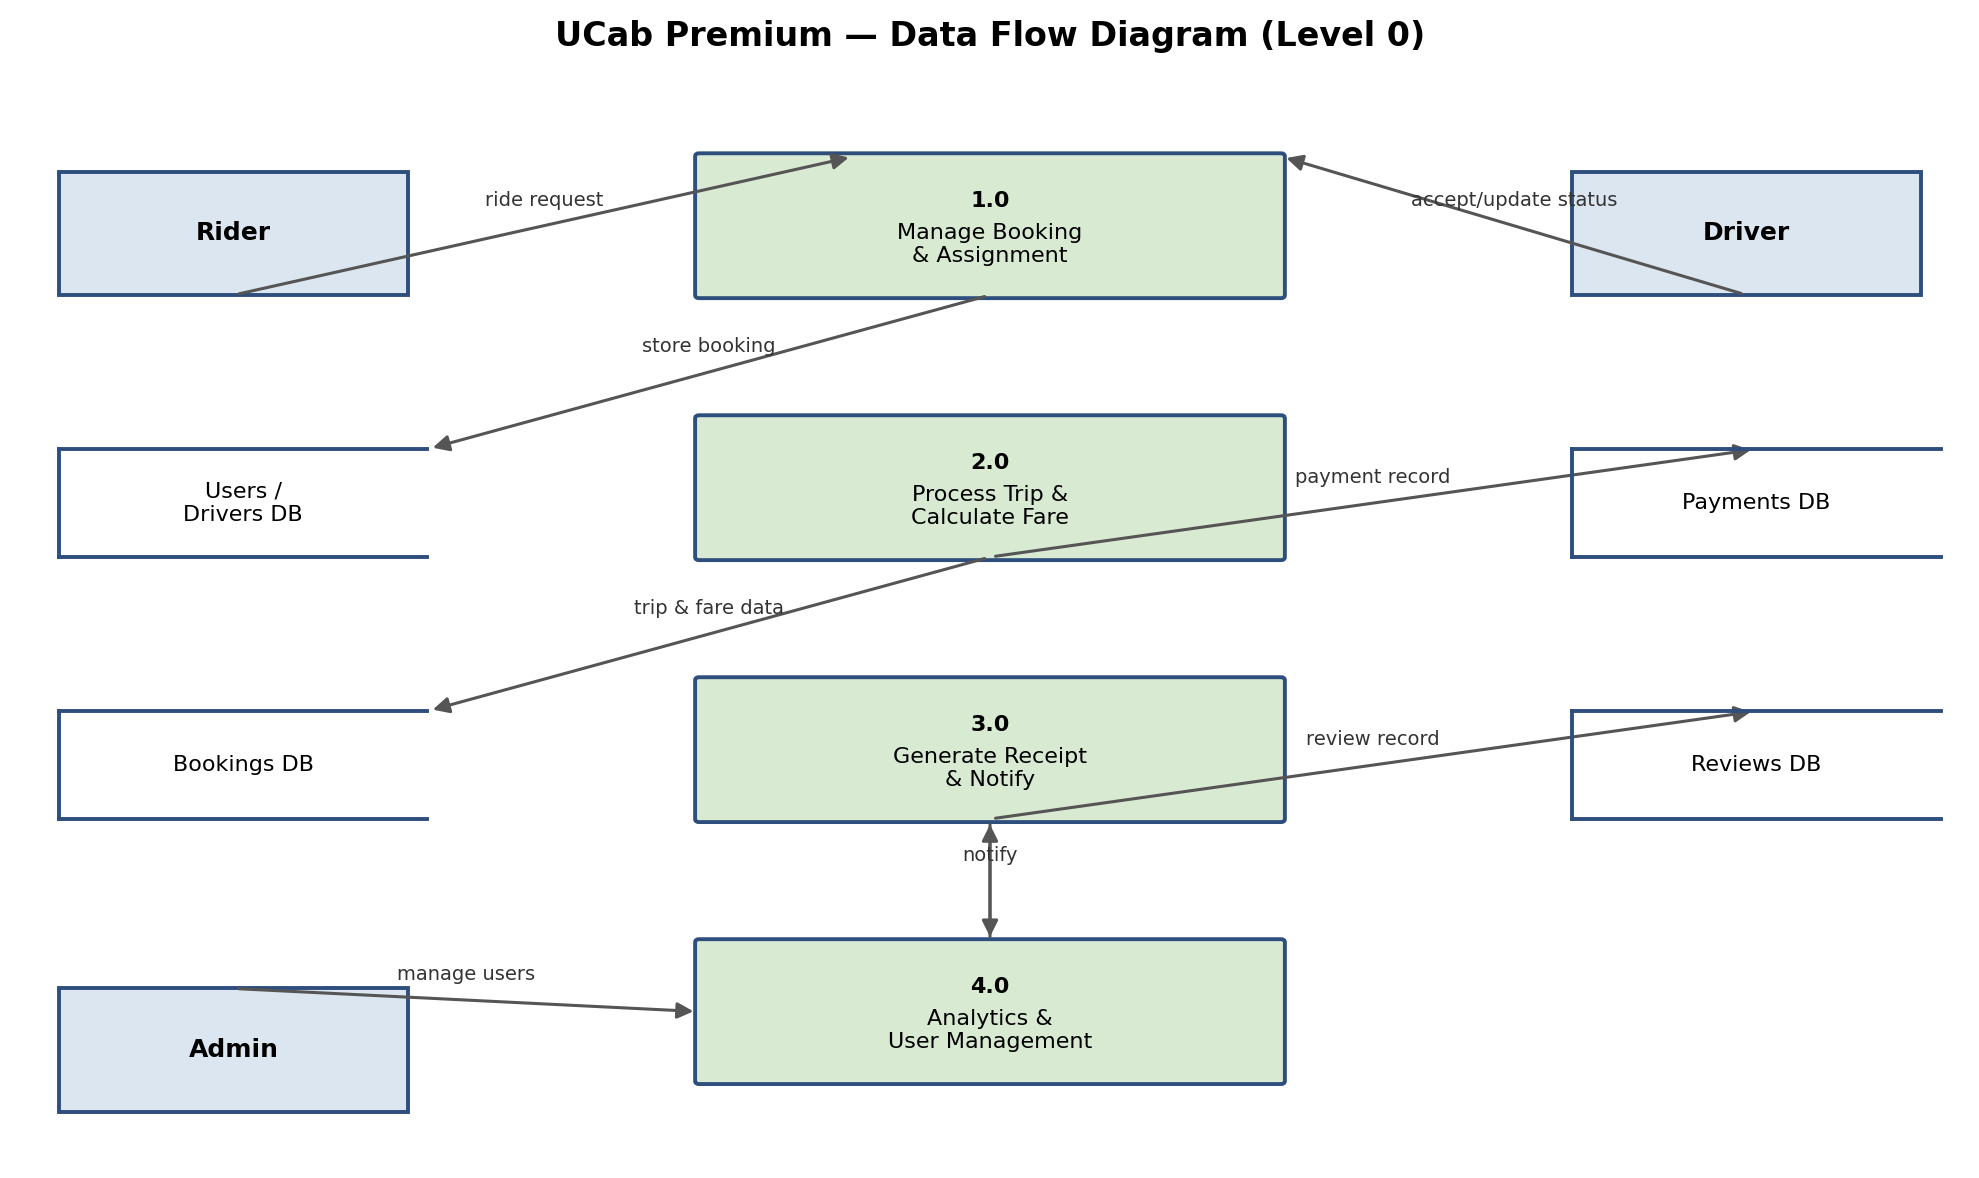 UCab Premium — Data Flow Diagram (Level 0)
Rider
ride request
1.0
Manage Booking
& Assignment
accept/update status
Driver
store booking
Users /
Drivers DB
2.0
Process Trip &
Calculate Fare
payment record
Payments DB
trip & fare data
Bookings DB
3.0
Generate Receipt
& Notify
review record
Reviews DB
notify
manage users
Admin
4.0
Analytics &
User Management